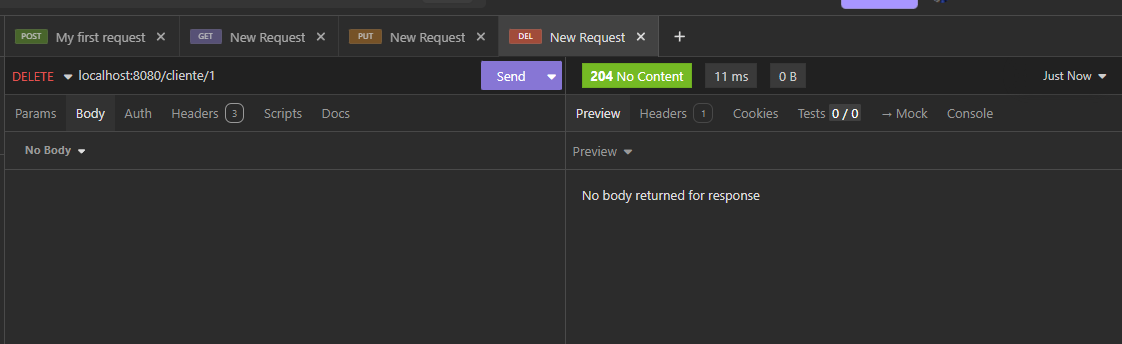 POST My first request × GET New Request × PUT New Request × DEL New Request × +
DELETE localhost:8080/cliente/1 Send 204 No Content 11 ms 0 B Just Now
Params Body Auth Headers 3 Scripts Docs Preview Headers 1 Cookies Tests 0 / 0 → Mock Console
No Body Preview
No body returned for response